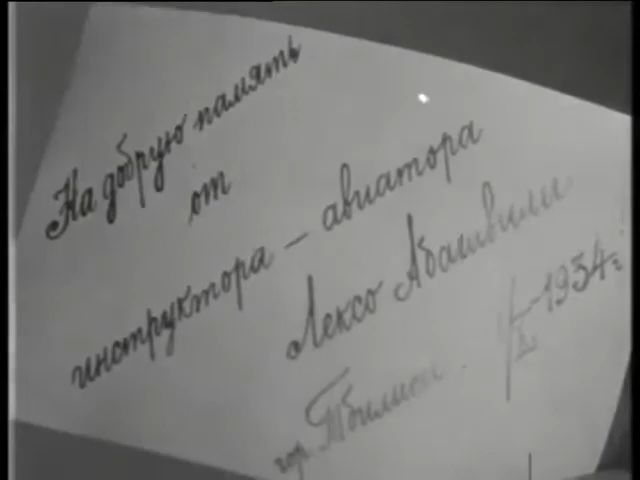 На добрую память
от
инструктора – авиатора
Лексо Абашвили
гор. Тбилиси. 1934 г.